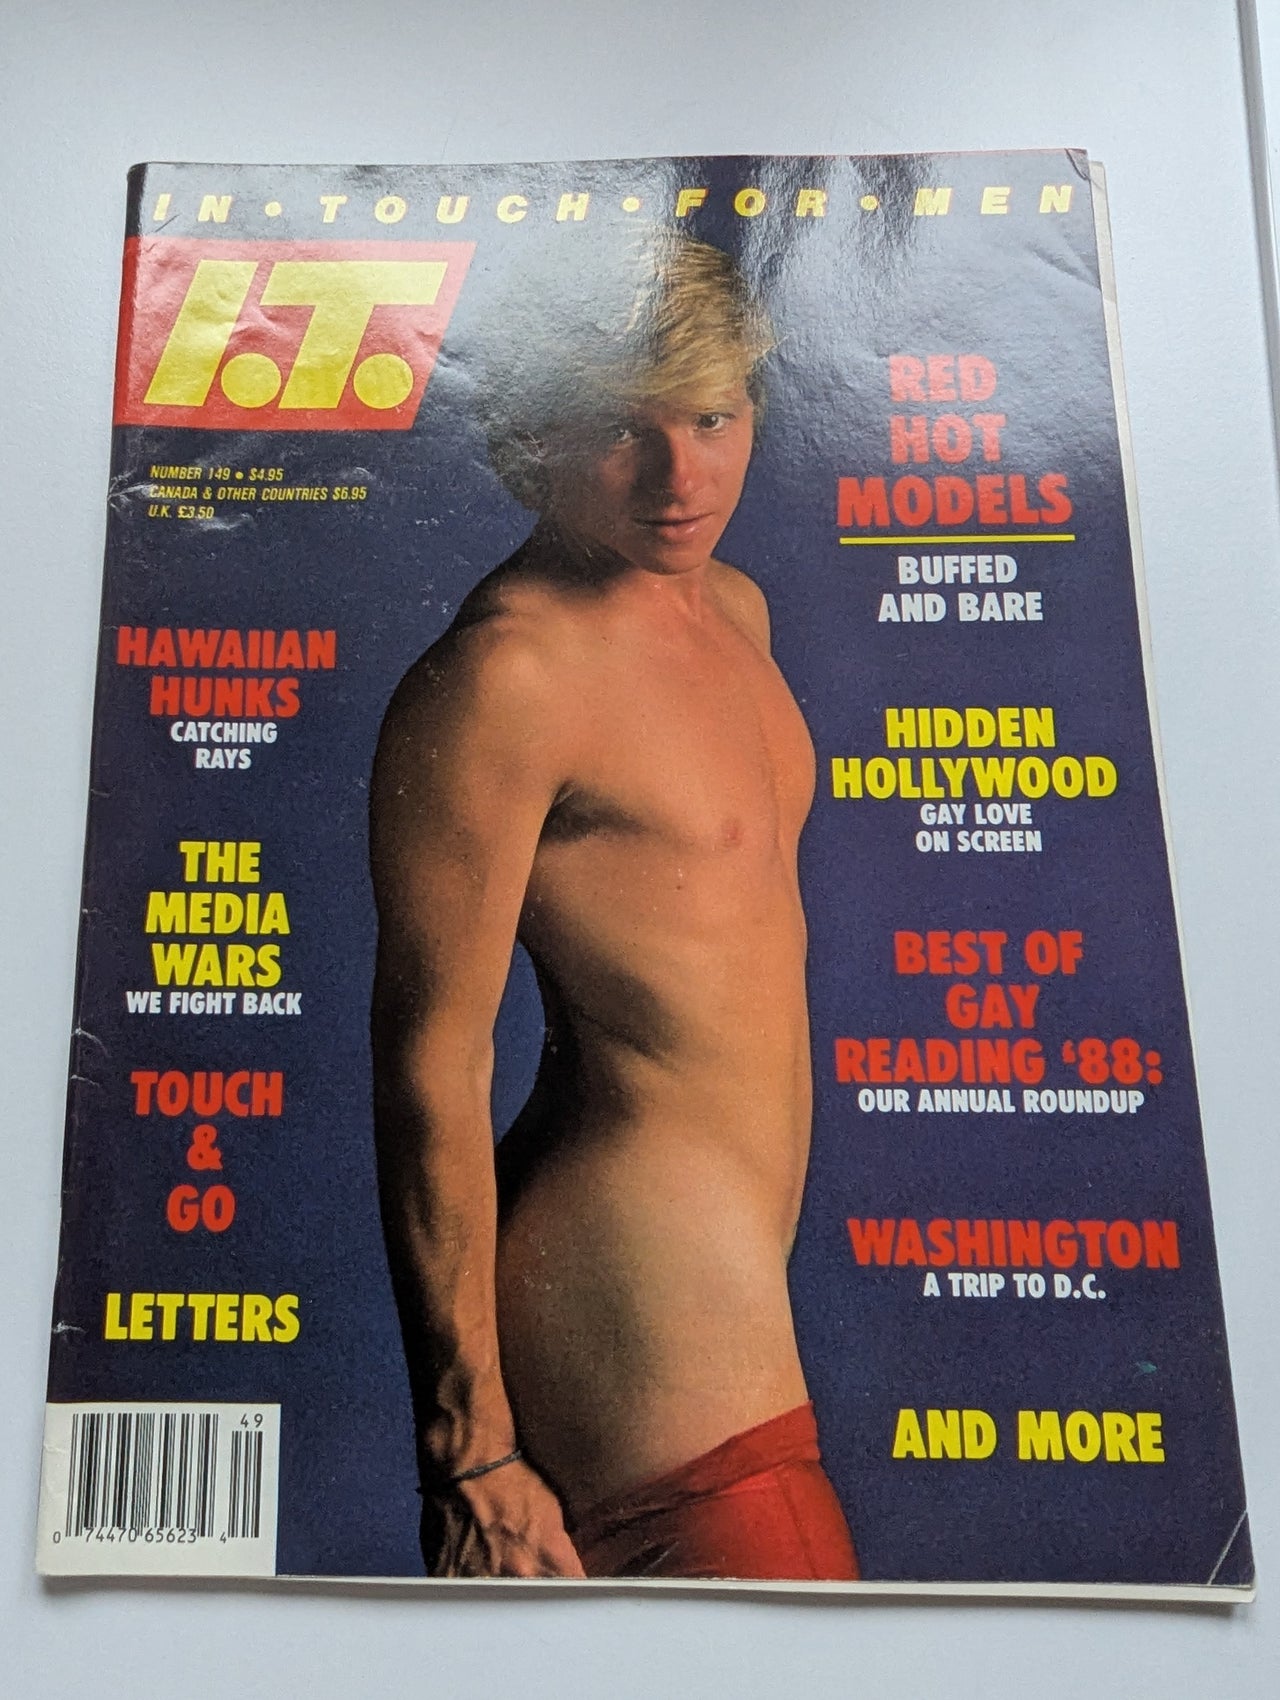 IN • TOUCH • FOR • MEN
I.T.
NUMBER 149 • $4.95
CANADA & OTHER COUNTRIES $6.95
U.K. £3.50
HAWAIIAN
HUNKS
CATCHING
RAYS
THE
MEDIA
WARS
WE FIGHT BACK
TOUCH
&
GO
LETTERS
49
0 74470 65623 4
RED
HOT
MODELS
BUFFED
AND BARE
HIDDEN
HOLLYWOOD
GAY LOVE
ON SCREEN
BEST OF
GAY
READING ‘88:
OUR ANNUAL ROUNDUP
WASHINGTON
A TRIP TO D.C.
AND MORE